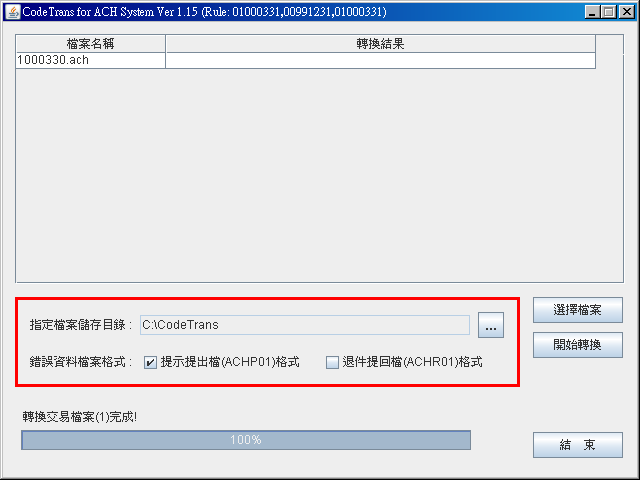 CodeTrans for ACH System Ver 1.15 (Rule: 01000331,00991231,01000331)
檔案名稱 轉換結果
1000330.ach
指定檔案儲存目錄 : C:\CodeTrans ...
選擇檔案
開始轉換
錯誤資料檔案格式 : 提示提出檔(ACHP01)格式 退件提回檔(ACHR01)格式
轉換交易檔案(1)完成!
100%
結 束